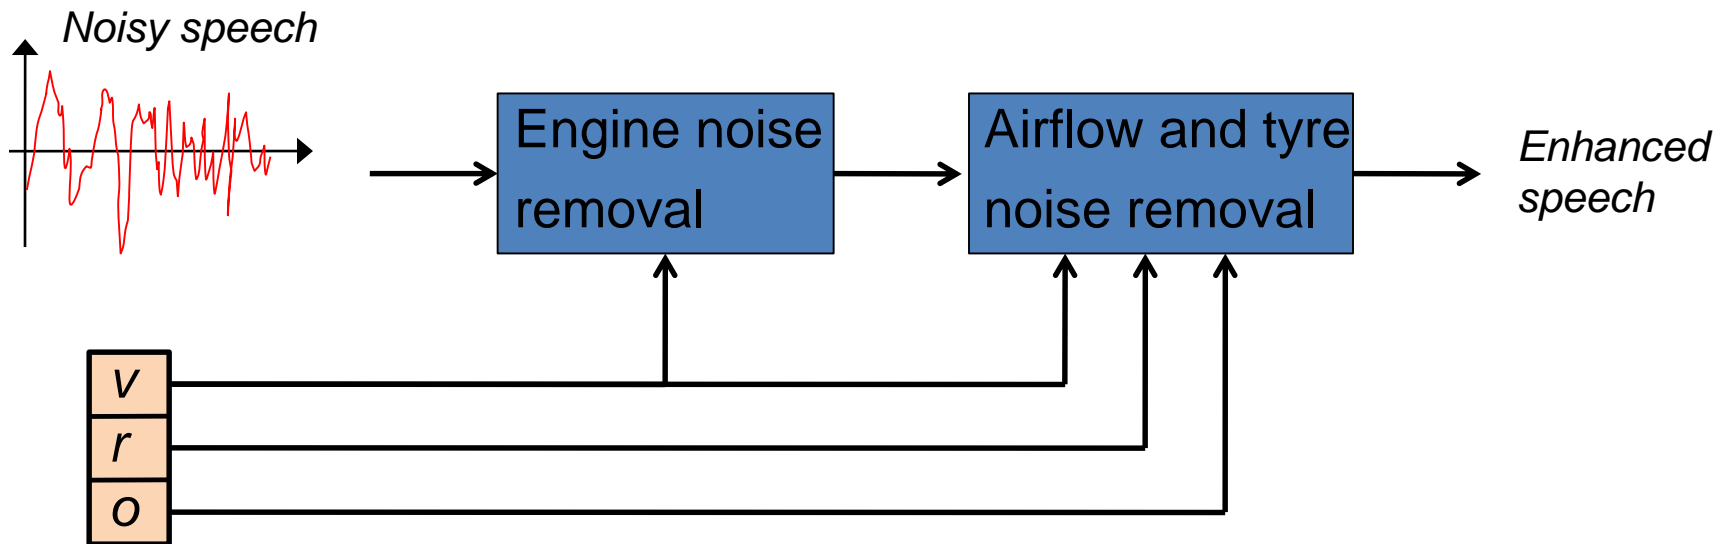 Noisy speech
Engine noise
removal
Airflow and tyre
noise removal
Enhanced
speech
v
r
o